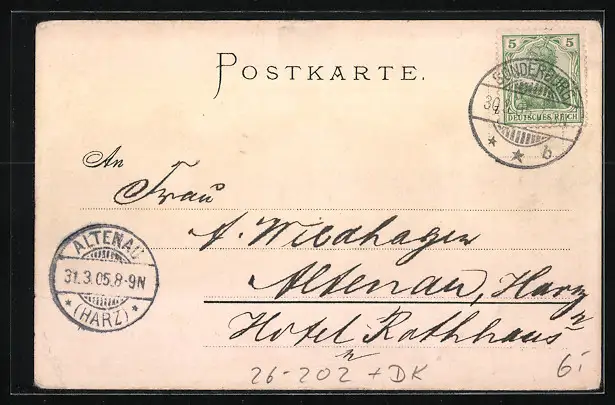 POSTKARTE.
5 5
DEUTSCHES REICH
SONDERBURG
30
* * b
An
Frau
A. Wiedhagen
Altenau, Harz
Hotel Rathhaus
ALTENAU
31.3.05.8-9N
* (HARZ) *
26-202 + DK
6.-